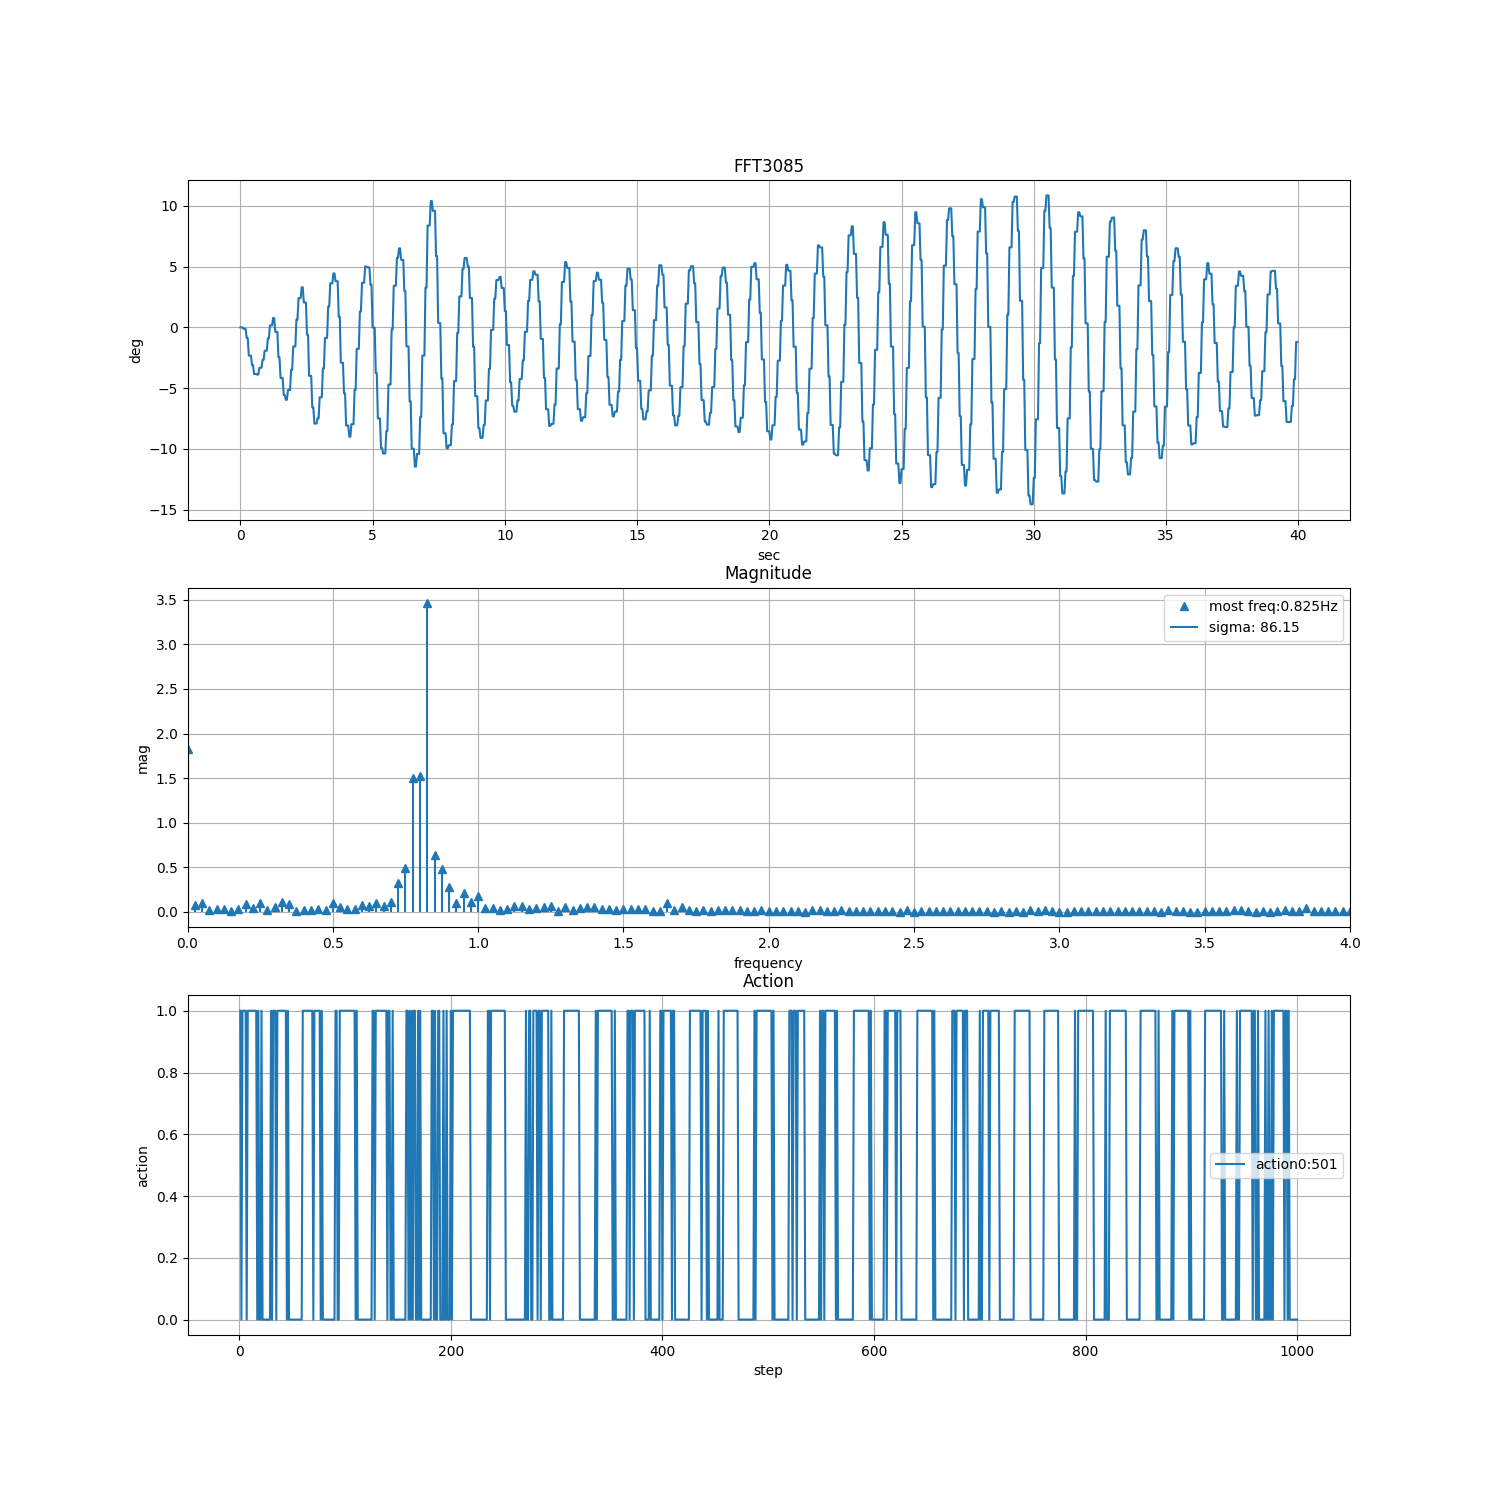 FFT3085
10
5
0
−5
−10
−15
deg
0 5 10 15 20 25 30 35 40
sec
Magnitude
3.5
3.0
2.5
2.0
1.5
1.0
0.5
0.0
mag
most freq:0.825Hz
sigma: 86.15
0.0 0.5 1.0 1.5 2.0 2.5 3.0 3.5 4.0
frequency
Action
1.0
0.8
0.6
0.4
0.2
0.0
action
action0:501
0 200 400 600 800 1000
step